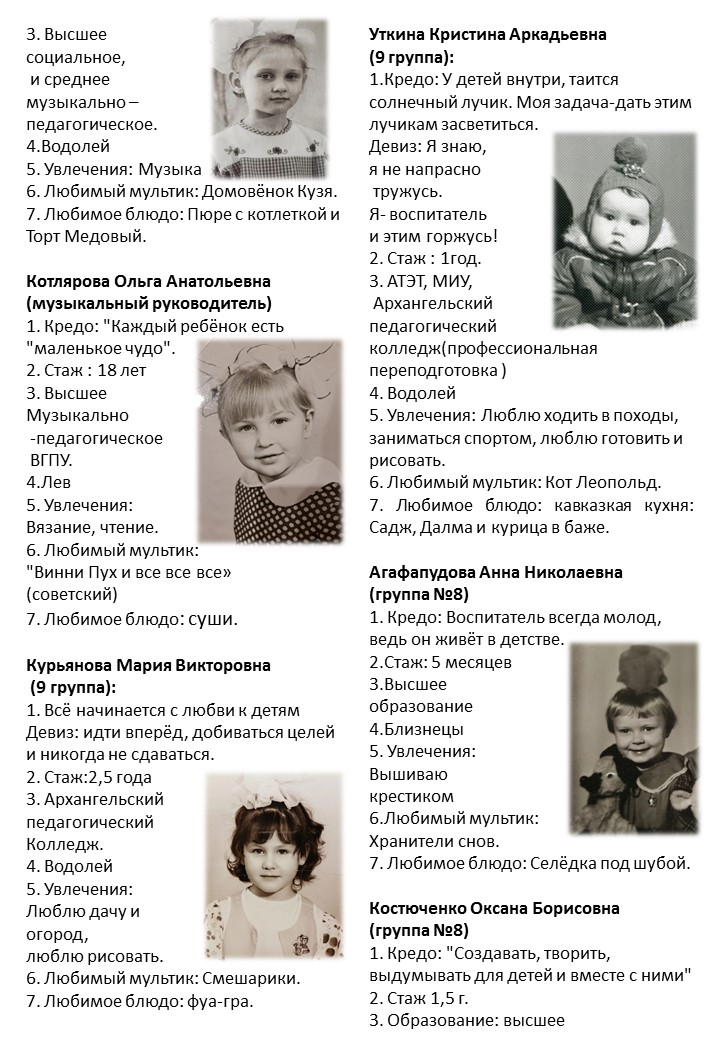 3. Высшее
социальное,
и среднее
музыкально –
педагогическое.
4.Водолей
5. Увлечения: Музыка
6. Любимый мультик: Домовёнок Кузя.
7. Любимое блюдо: Пюре с котлеткой и
Торт Медовый.
Котлярова Ольга Анатольевна
(музыкальный руководитель)
1. Кредо: "Каждый ребёнок есть
"маленькое чудо".
2. Стаж : 18 лет
3. Высшее
Музыкально
-педагогическое
ВГПУ.
4.Лев
5. Увлечения:
Вязание, чтение.
6. Любимый мультик:
"Винни Пух и все все все»
(советский)
7. Любимое блюдо: суши.
Курьянова Мария Викторовна
(9 группа):
1. Всё начинается с любви к детям
Девиз: идти вперёд, добиваться целей
и никогда не сдаваться.
2. Стаж:2,5 года
3. Архангельский
педагогический
Колледж.
4. Водолей
5. Увлечения:
Люблю дачу и
огород,
люблю рисовать.
6. Любимый мультик: Смешарики.
7. Любимое блюдо: фуа-гра.
Уткина Кристина Аркадьевна
(9 группа):
1.Кредо: У детей внутри, таится
солнечный лучик. Моя задача-дать этим
лучикам засветиться.
Девиз: Я знаю,
я не напрасно
тружусь.
Я- воспитатель
и этим горжусь!
2. Стаж : 1год.
3. АТЭТ, МИУ,
Архангельский
педагогический
колледж(профессиональная
переподготовка )
4. Водолей
5. Увлечения: Люблю ходить в походы,
заниматься спортом, люблю готовить и
рисовать.
6. Любимый мультик: Кот Леопольд.
7. Любимое блюдо: кавказкая кухня:
Садж, Далма и курица в баже.
Агафапудова Анна Николаевна
(группа №8)
1. Кредо: Воспитатель всегда молод,
ведь он живёт в детстве.
2.Стаж: 5 месяцев
3.Высшее
образование
4.Близнецы
5. Увлечения:
Вышиваю
крестиком
6.Любимый мультик:
Хранители снов.
7. Любимое блюдо: Селёдка под шубой.
Костюченко Оксана Борисовна
(группа №8)
1. Кредо: "Создавать, творить,
выдумывать для детей и вместе с ними"
2. Стаж 1,5 г.
3. Образование: высшее